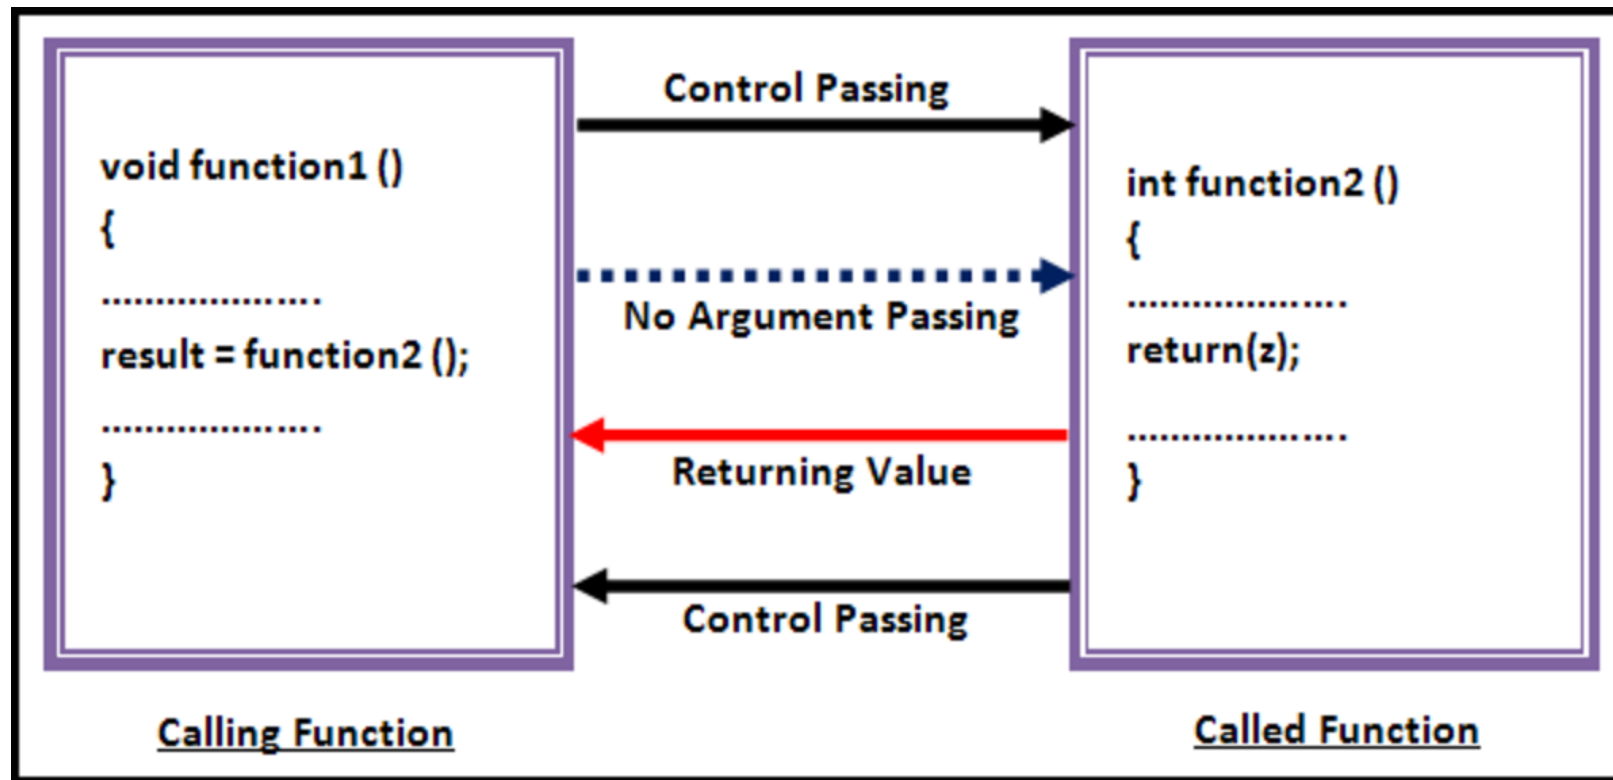 void function1 ()
{
....................
result = function2 ();
....................
}
Calling Function
Control Passing
No Argument Passing
Returning Value
Control Passing
int function2 ()
{
....................
return(z);
....................
}
Called Function